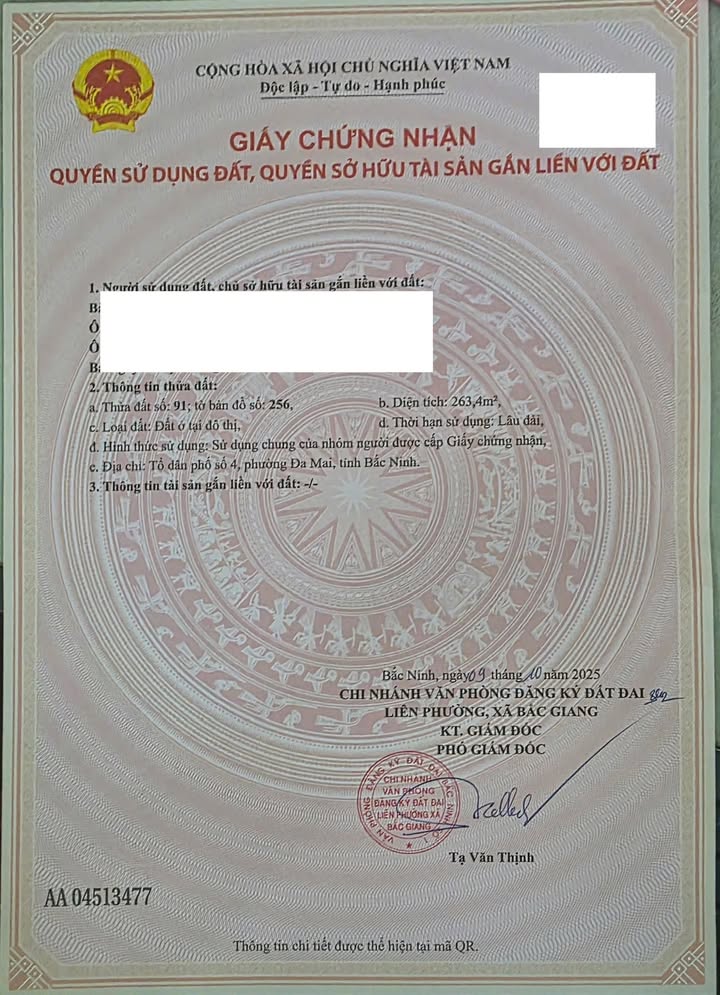 CỘNG HÒA XÃ HỘI CHỦ NGHĨA VIỆT NAM
Độc lập - Tự do - Hạnh phúc
GIẤY CHỨNG NHẬN
QUYỀN SỬ DỤNG ĐẤT, QUYỀN SỞ HỮU TÀI SẢN GẮN LIỀN VỚI ĐẤT
1. Người sử dụng đất, chủ sở hữu tài sản gắn liền với đất:
2. Thông tin thửa đất:
a. Thửa đất số: 91; tờ bản đồ số: 256, b. Diện tích: 263,4m²,
c. Loại đất: Đất ở tại đô thị, d. Thời hạn sử dụng: Lâu dài,
đ. Hình thức sử dụng: Sử dụng chung của nhóm người được cấp Giấy chứng nhận,
e. Địa chỉ: Tổ dân phố số 4, phường Đa Mai, tỉnh Bắc Ninh.
3. Thông tin tài sản gắn liền với đất: -/-
Bắc Ninh, ngày 09 tháng 10 năm 2025
CHI NHÁNH VĂN PHÒNG ĐĂNG KÝ ĐẤT ĐAI
LIÊN PHƯỜNG, XÃ BẮC GIANG
KT. GIÁM ĐỐC
PHÓ GIÁM ĐỐC
VĂN PHÒNG ĐĂNG KÝ ĐẤT ĐAI BẮC NINH
CHI NHÁNH
VĂN PHÒNG
ĐĂNG KÝ ĐẤT ĐAI
LIÊN PHƯỜNG XÃ
BẮC GIANG
Tạ Văn Thịnh
AA 04513477
Thông tin chi tiết được thể hiện tại mã QR.